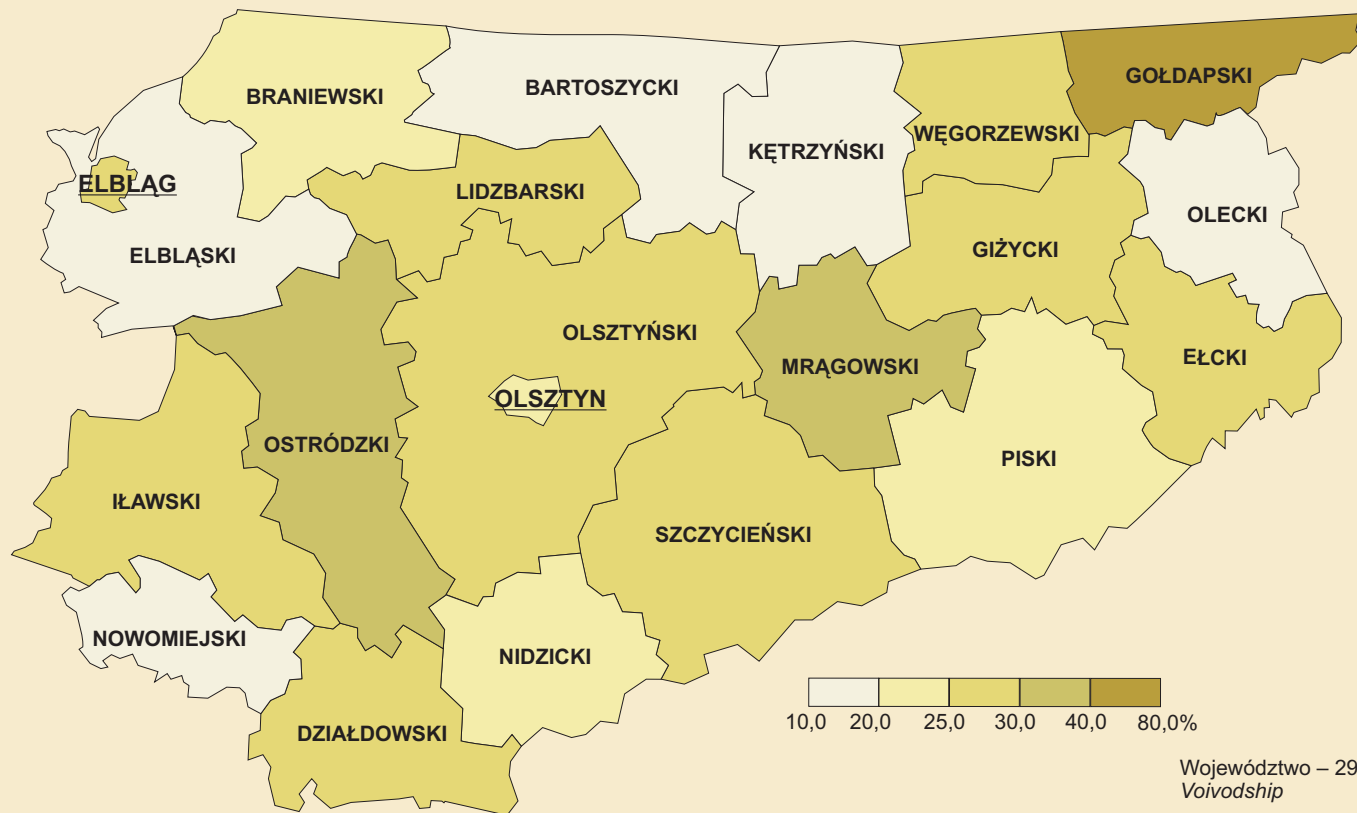 GOŁDAPSKI
BARTOSZYCKI
BRANIEWSKI
WĘGORZEWSKI
KĘTRZYŃSKI
ELBLĄG
LIDZBARSKI
OLECKI
ELBLĄSKI
GIŻYCKI
OLSZTYŃSKI
EŁCKI
MRĄGOWSKI
OLSZTYN
OSTRÓDZKI
PISKI
IŁAWSKI
SZCZYCIEŃSKI
NOWOMIEJSKI
NIDZICKI
DZIAŁDOWSKI
10,0 20,0 25,0 30,0 40,0 80,0%
Województwo – 29
Voivodship